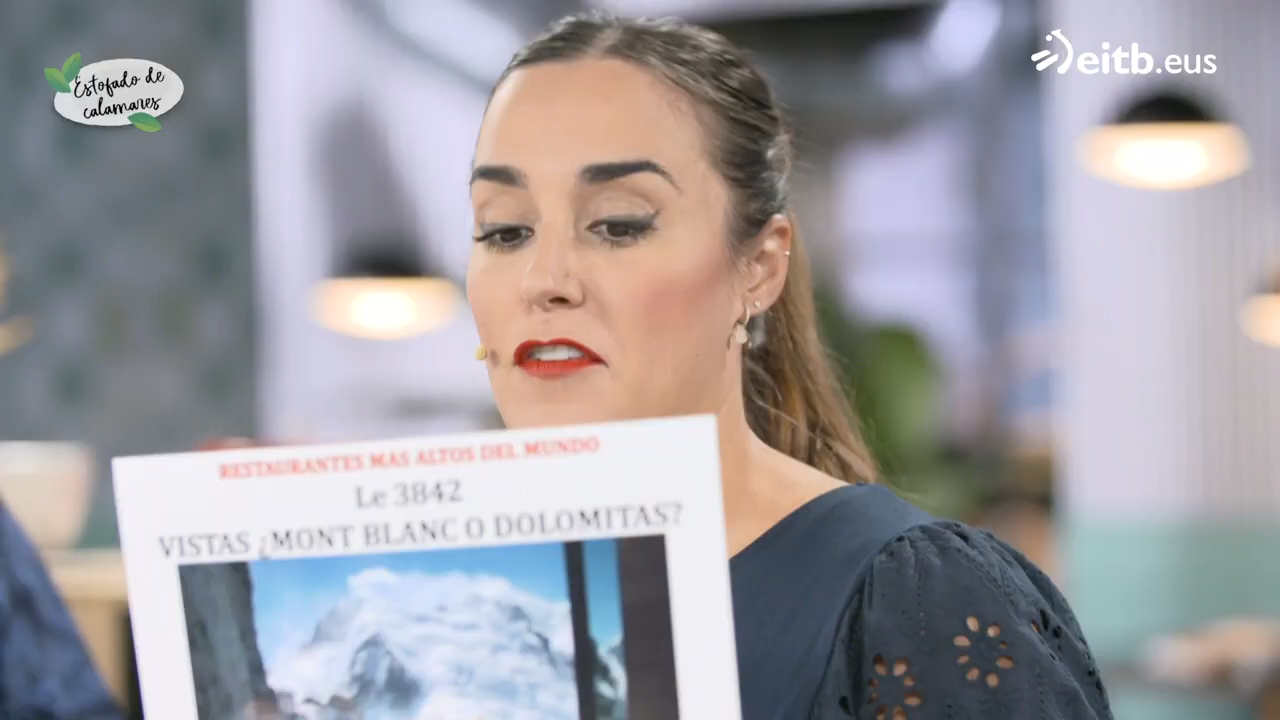 Estofado de
calamares
eitb.eus
RESTAURANTES MAS ALTOS DEL MUNDO
Le 3842
VISTAS ¿MONT BLANC O DOLOMITAS?